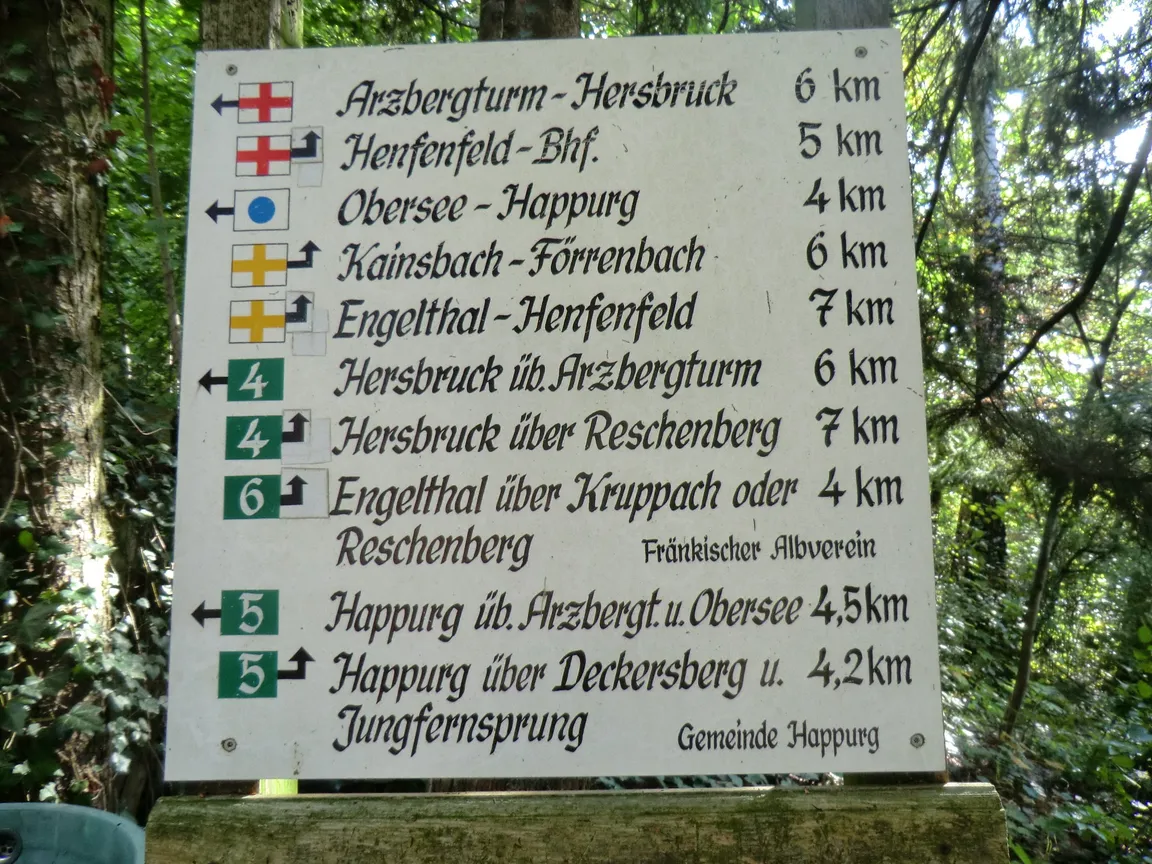 Arzbergturm - Hersbruck 6 km
Henfenfeld - Bhf. 5 km
Obersee - Happurg 4 km
Kainsbach - Förrenbach 6 km
Engelthal - Henfenfeld 7 km
4 Hersbruck üb. Arzbergturm 6 km
4 Hersbruck über Reschenberg 7 km
6 Engelthal über Kruppach oder 4 km
Reschenberg Fränkischer Albverein
5 Happurg üb. Arzbergt. u. Obersee 4,5 km
5 Happurg über Deckersberg u. 4,2 km
Jungfernsprung Gemeinde Happurg